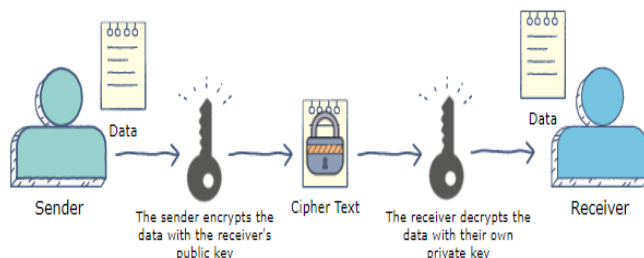 Data
Data
Sender
The sender encrypts the
data with the receiver's
public key
Cipher Text
The receiver decrypts the
data with their own
private key
Receiver